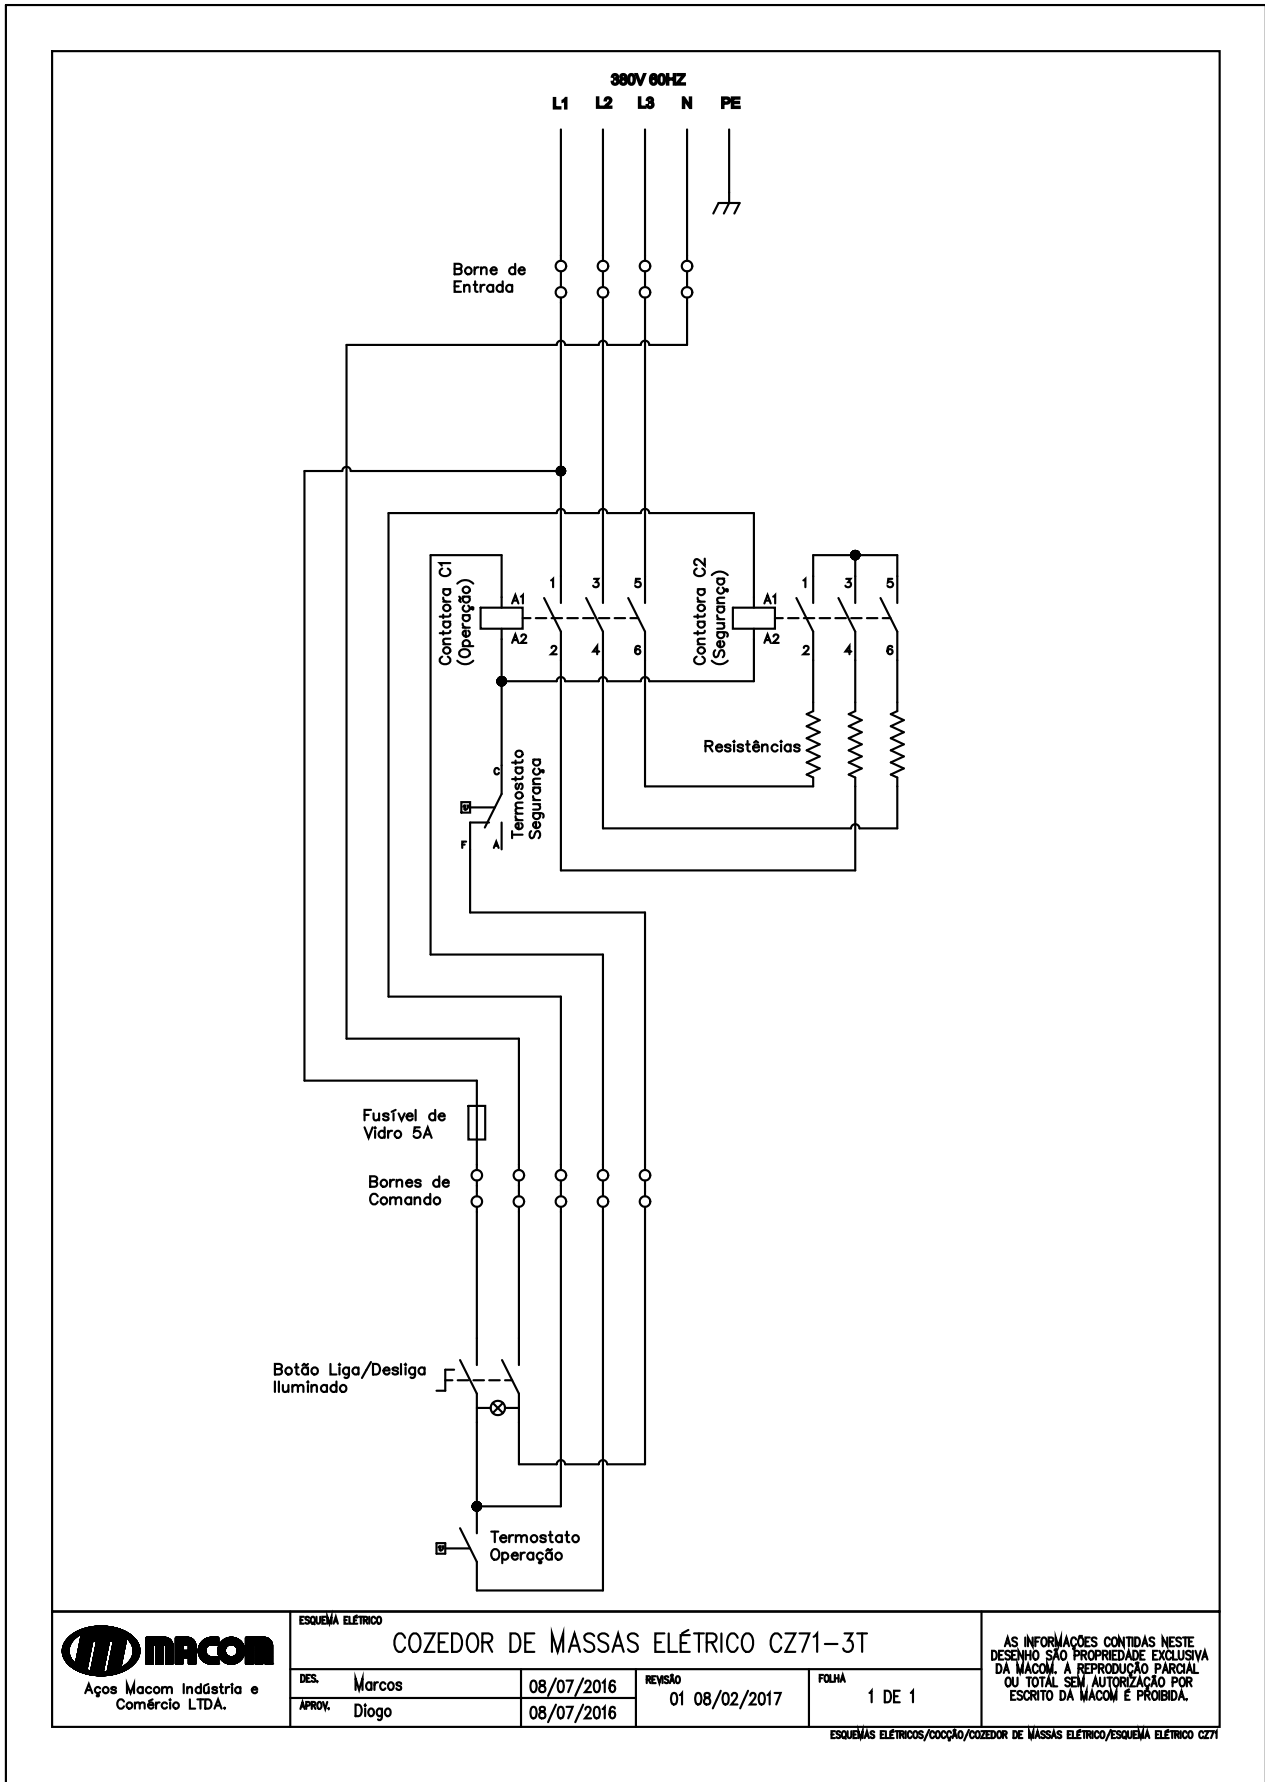 380V 60HZ
L1 L2 L3 N PE
Borne de
Entrada
Contatora C1
(Operação)
A1
A2
1 3 5
2 4 6
Contatora C2
(Segurança)
A1
A2
1 3 5
2 4 6
Resistências
C
Termostato
Segurança
F A
Fusível de
Vidro 5A
Bornes de
Comando
Botão Liga/Desliga
Iluminado
Termostato
Operação
MACOM
Aços Macom Indústria e
Comércio LTDA.
ESQUEMA ELÉTRICO
COZEDOR DE MASSAS ELÉTRICO CZ71-3T
DES. Marcos 08/07/2016
APROV. Diogo 08/07/2016
REVISÃO
01 08/02/2017
FOLHA
1 DE 1
AS INFORMAÇÕES CONTIDAS NESTE
DESENHO SÃO PROPRIEDADE EXCLUSIVA
DA MACOM. A REPRODUÇÃO PARCIAL
OU TOTAL SEM AUTORIZAÇÃO POR
ESCRITO DA MACOM É PROIBIDA.
ESQUEMAS ELÉTRICOS/COCÇÃO/COZEDOR DE MASSAS ELÉTRICO/ESQUEMA ELÉTRICO CZ71